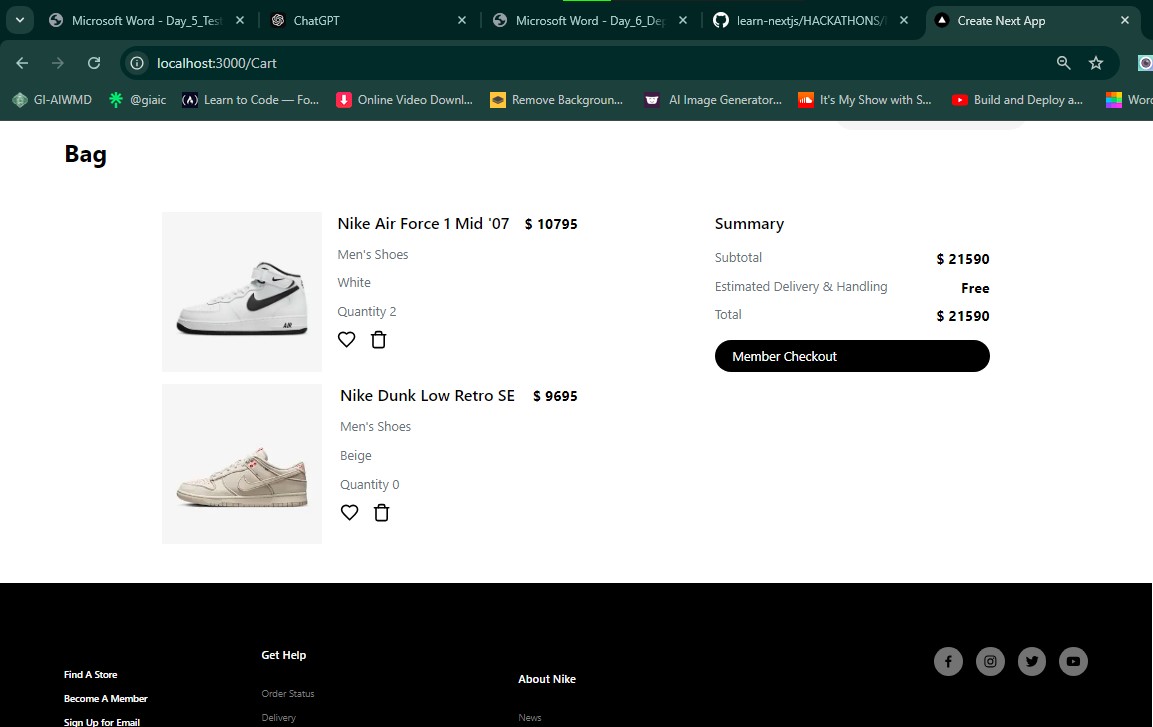 Microsoft Word - Day_5_Test
ChatGPT
Microsoft Word - Day_6_Dep
learn-nextjs/HACKATHONS/
Create Next App
localhost:3000/Cart
GI-AIWMD
@giaic
Learn to Code — Fo...
Online Video Downl...
Remove Backgroun...
AI Image Generator...
It's My Show with S...
Build and Deploy a...
Word
Bag
Nike Air Force 1 Mid '07 $ 10795
Men's Shoes
White
Quantity 2
AIR
Nike Dunk Low Retro SE $ 9695
Men's Shoes
Beige
Quantity 0
Summary
Subtotal $ 21590
Estimated Delivery & Handling Free
Total $ 21590
Member Checkout
Find A Store
Become A Member
Sign Up for Email
Get Help
Order Status
Delivery
About Nike
News